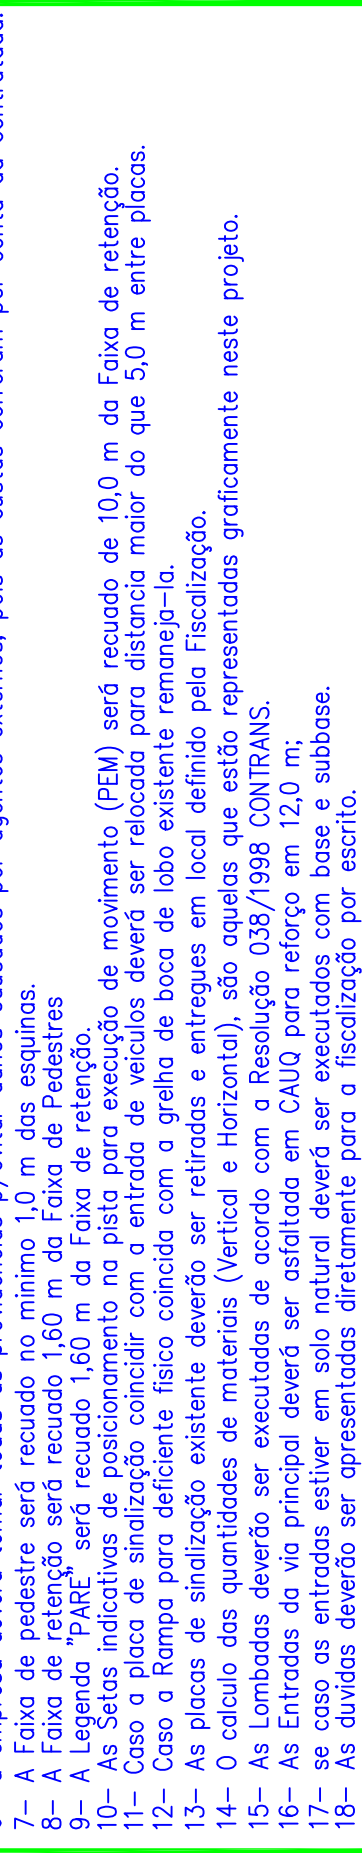 7– A Faixa de pedestre será recuado no minimo 1,0 m das esquinas.
8– A Faixa de retenção será recuado 1,60 m da Faixa de Pedestres
9– A Legenda "PARE" será recuado 1,60 m da Faixa de retenção.
10– As Setas indicativas de posicionamento na pista para execução de movimento (PEM) será recuado de 10,0 m da Faixa de retenção.
11– Caso a placa de sinalização coincidir com a entrada de veiculos deverá ser relocada para distancia maior do que 5,0 m entre placas.
12– Caso a Rampa para deficiente fisico coincida com a grelha de boca de lobo existente remaneja–la.
13– As placas de sinalização existente deverão ser retiradas e entregues em local definido pela Fiscalização.
14– O calculo das quantidades de materiais (Vertical e Horizontal), são aquelas que estão representadas graficamente neste projeto.
15– As Lombadas deverão ser executadas de acordo com a Resolução 038/1998 CONTRANS.
16– As Entradas da via principal deverá ser asfaltada em CAUQ para reforço em 12,0 m;
17– se caso as entradas estiver em solo natural deverá ser executados com base e subbase.
18– As duvidas deverão ser apresentadas diretamente para a fiscalização por escrito.